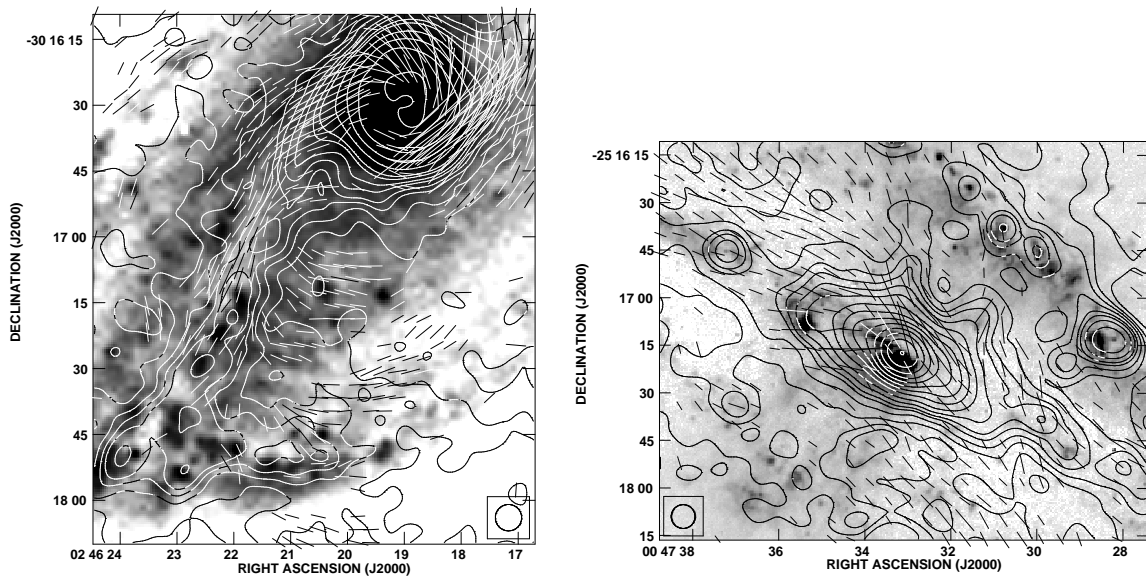 -30 16 15
30
45
17 00
15
30
45
18 00
DECLINATION (J2000)
02 46 24 23 22 21 20 19 18 17
RIGHT ASCENSION (J2000)
-25 16 15
30
45
17 00
15
30
45
18 00
15
DECLINATION (J2000)
00 47 38 36 34 32 30 28
RIGHT ASCENSION (J2000)